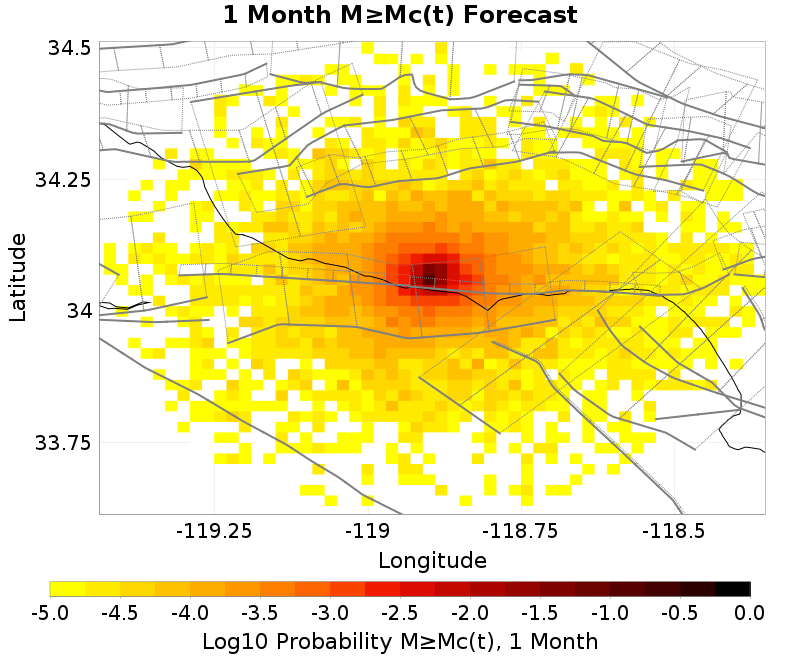 1 Month M≥Mc(t) Forecast
34.5
34.25
34
33.75
Latitude
-119.25 -119 -118.75 -118.5
Longitude
-5.0 -4.5 -4.0 -3.5 -3.0 -2.5 -2.0 -1.5 -1.0 -0.5 0.0
Log10 Probability M≥Mc(t), 1 Month